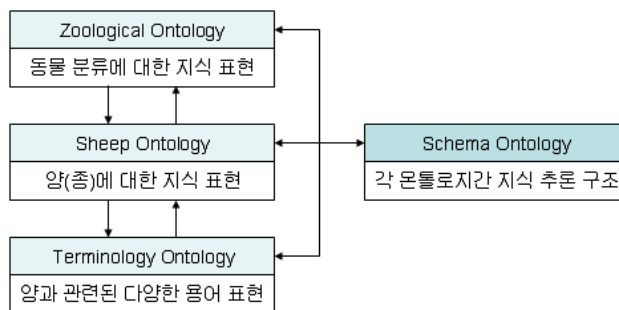 Zoological Ontology
동물 분류에 대한 지식 표현
Sheep Ontology
양(종)에 대한 지식 표현
Schema Ontology
각 몬톨로지간 지식 추론 구조
Terminology Ontology
양과 관련된 다양한 용어 표현